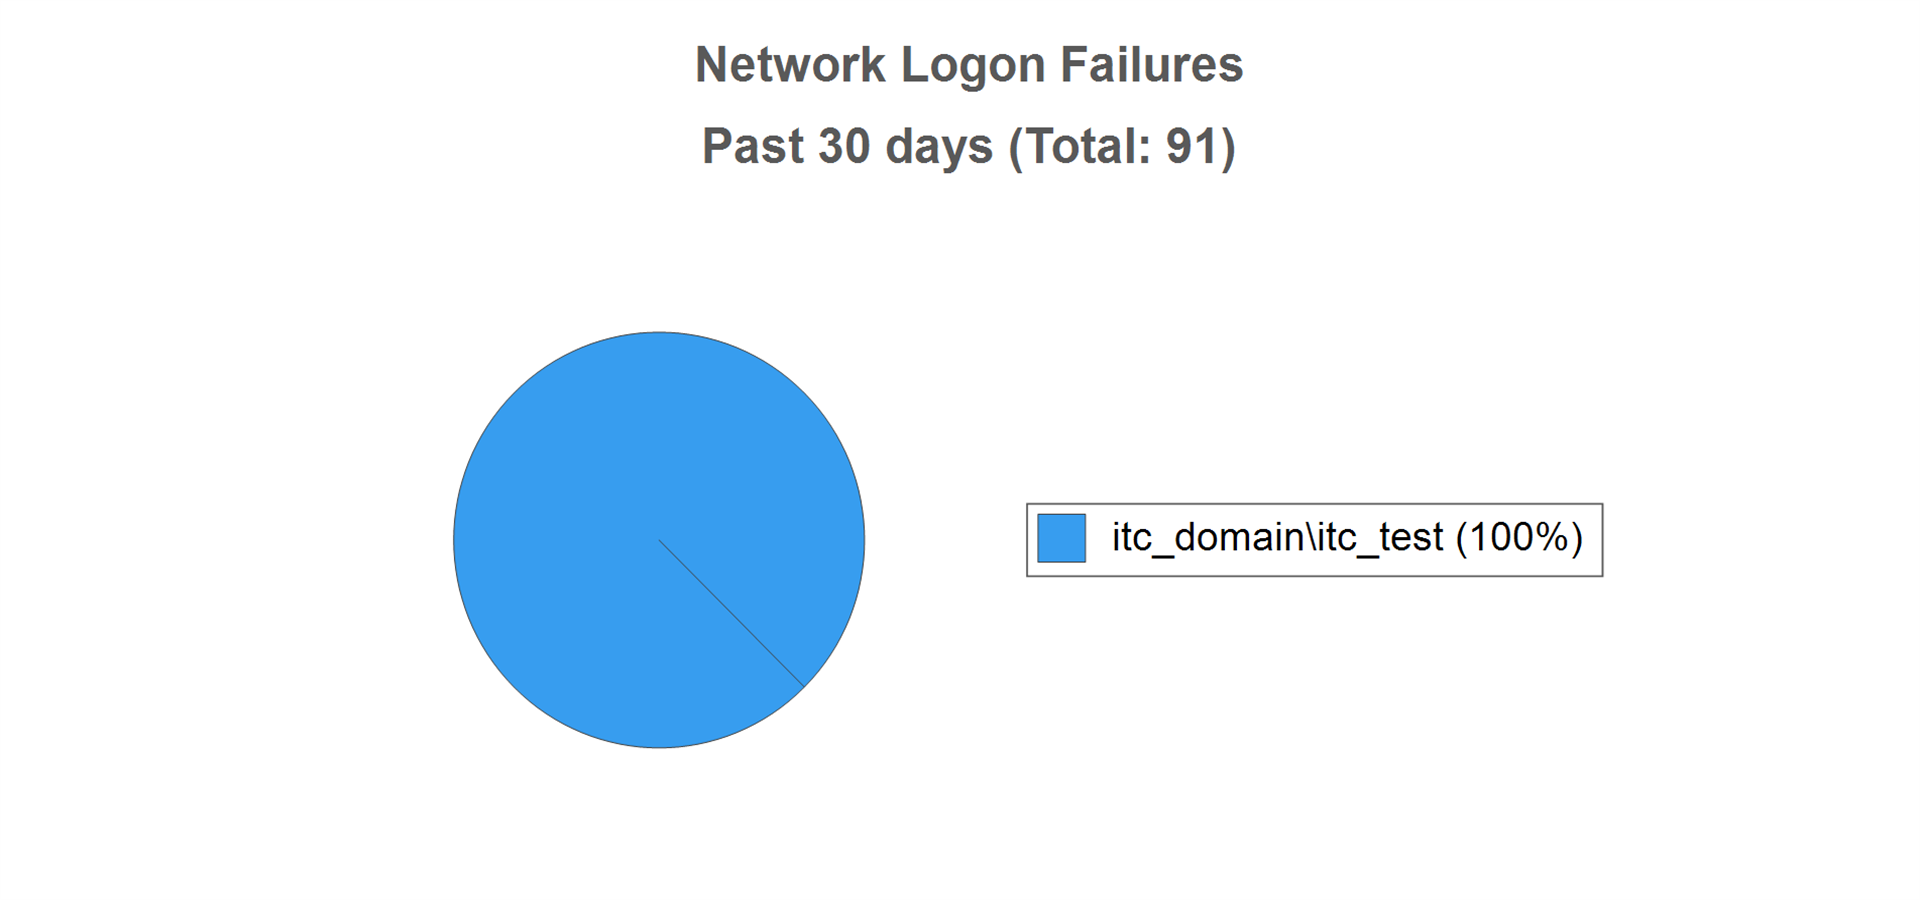 Network Logon Failures
Past 30 days (Total: 91)
itc_domain\itc_test (100%)